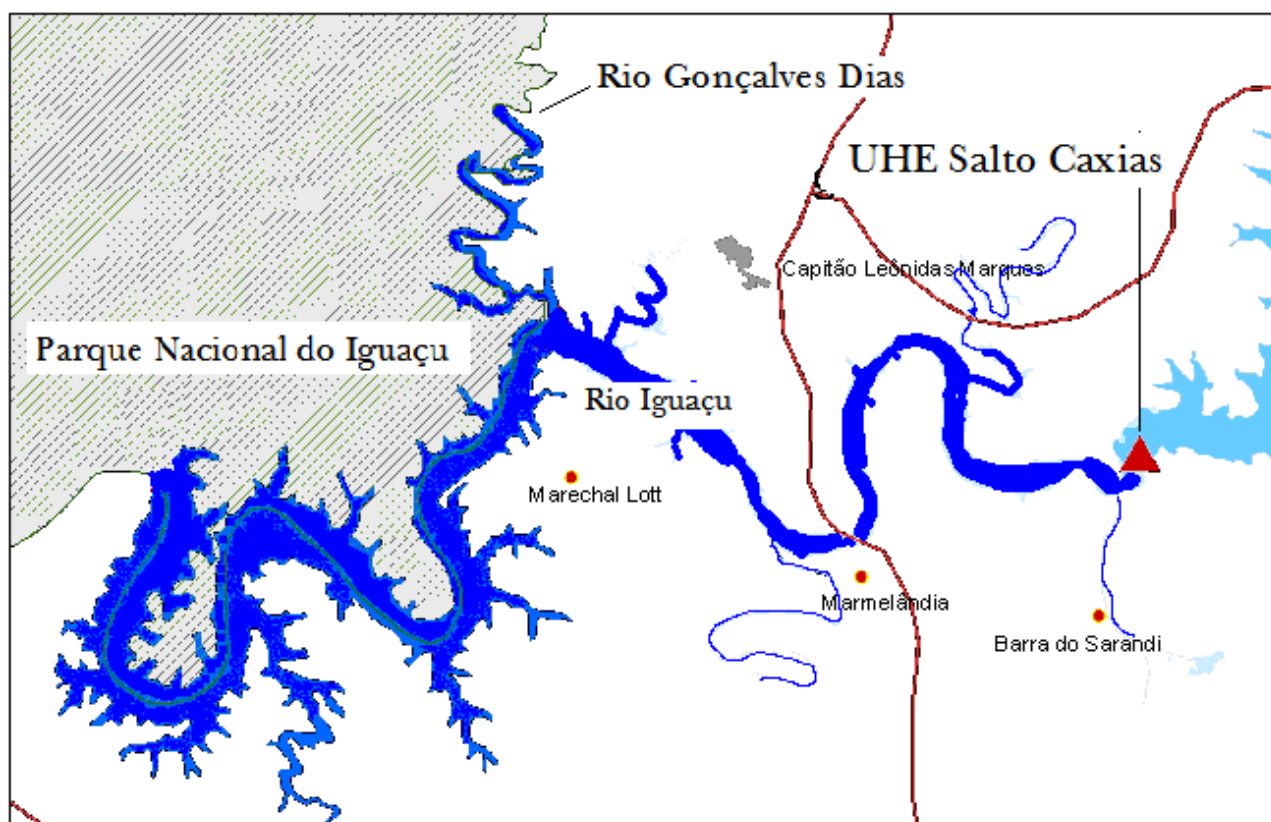 Rio Gonçalves Dias
UHE Salto Caxias
Capitão Leônidas Marques
Parque Nacional do Iguaçu
Rio Iguaçu
Marechal Lott
Marmelândia
Barra do Sarandi